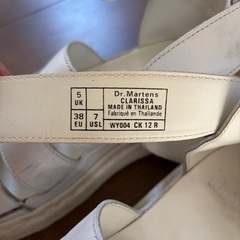 5
UK
38
EU
7
USL
Dr. Martens
CLARISSA
MADE IN THAILAND
Fabriqué en Thaïlande
WY004 CK 12 R